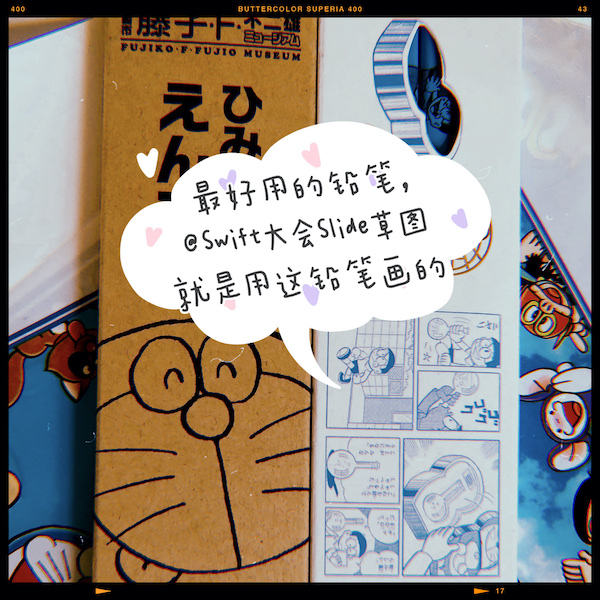 400
BUTTERCOLOR SUPERIA 400
43
藤子・F・不二雄
ミュージアム
FUJIKO・F・FUJIO MUSEUM
ひみ
えん
最好用的铅笔，
@Swift大会Slide草图
就是用这铅笔画的
17